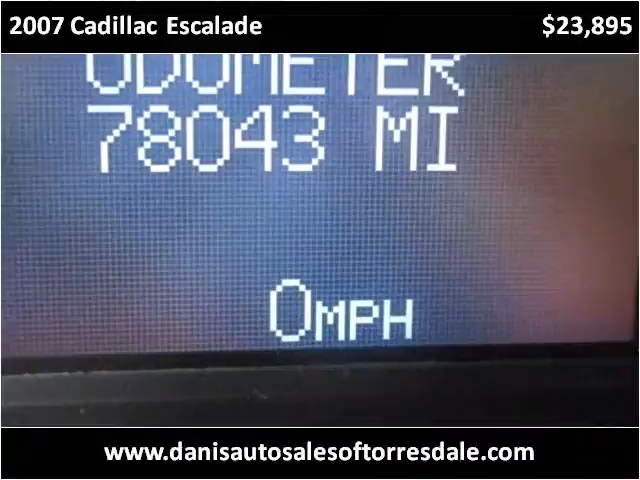 2007 Cadillac Escalade $23,895
ODOMETER
78043 MI
0MPH
www.danisautosalesoftorresdale.com